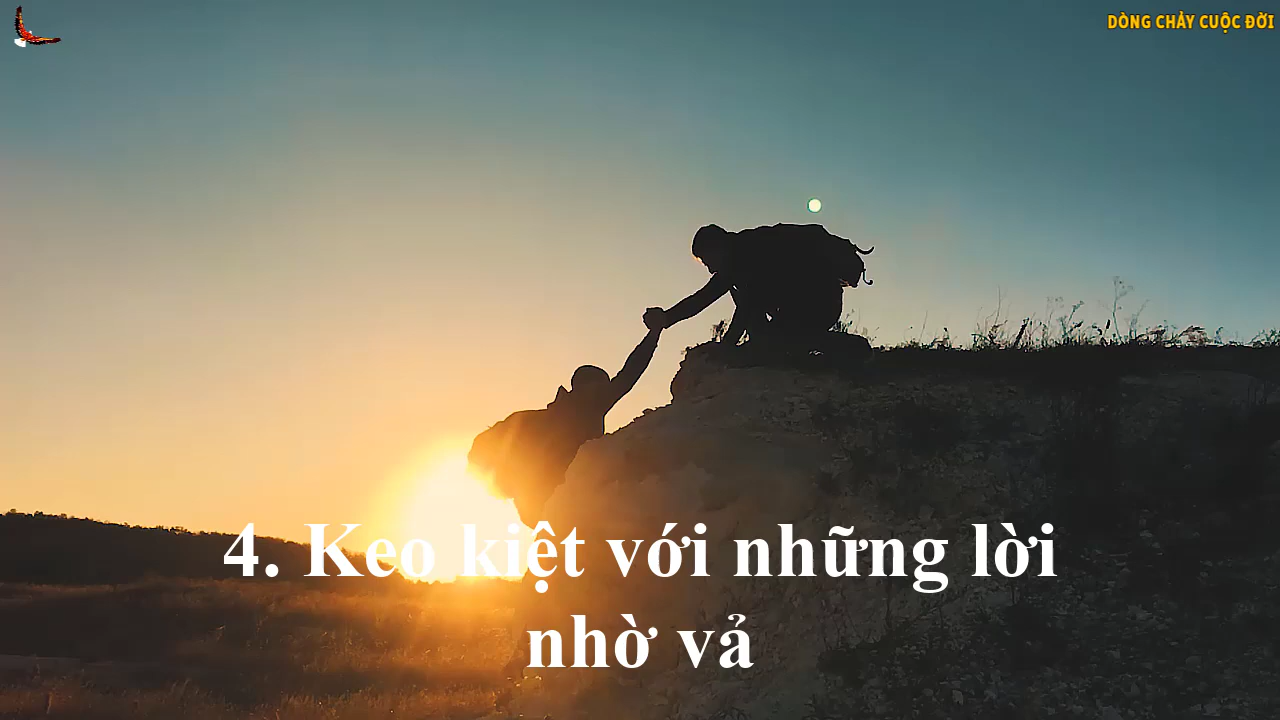 DÒNG CHẢY CUỘC ĐỜI
4. Keo kiệt với những lời
nhờ vả